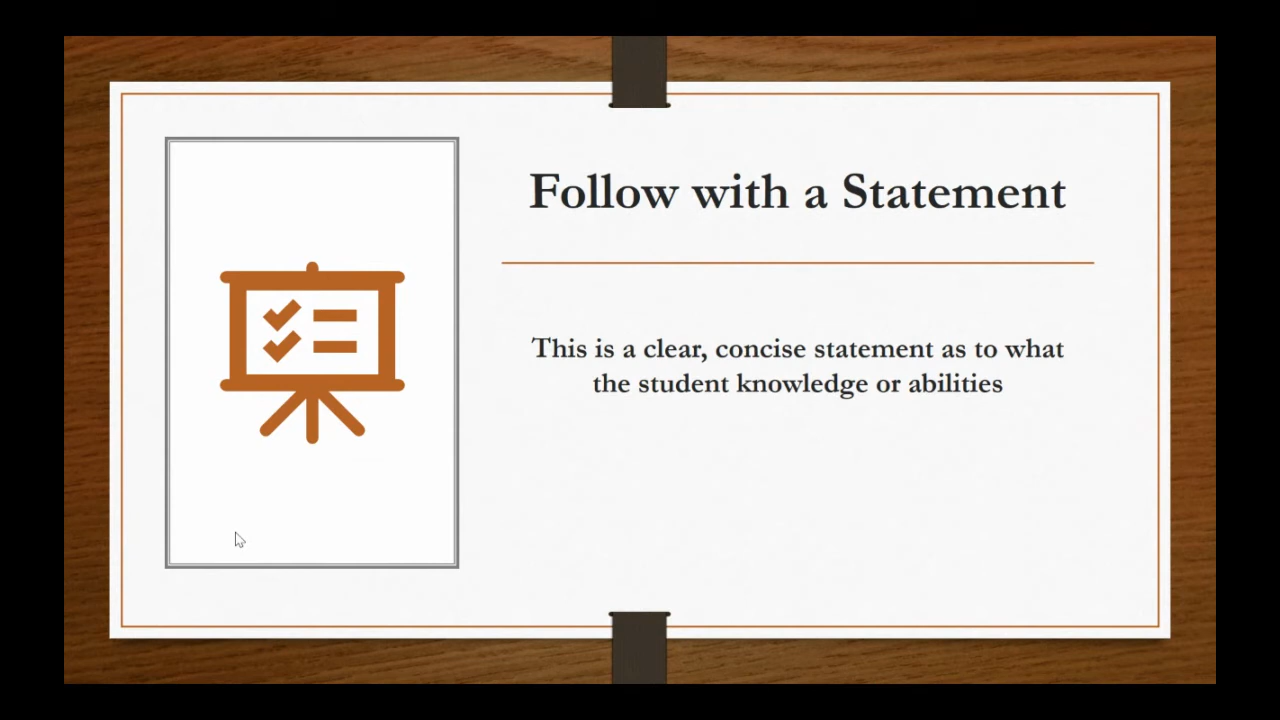 Follow with a Statement
This is a clear, concise statement as to what
the student knowledge or abilities